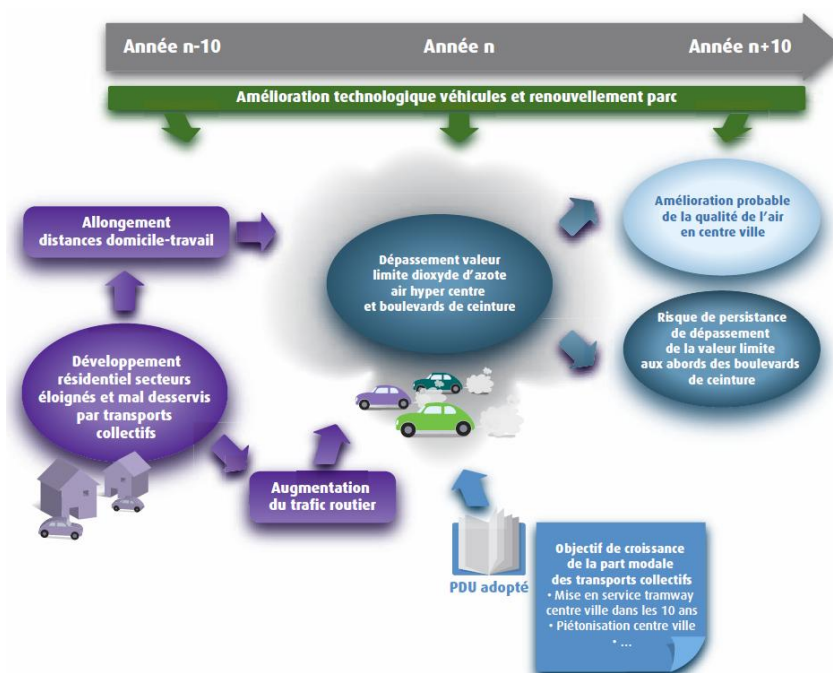 Année n-10
Année n
Année n+10
Amélioration technologique véhicules et renouvellement parc
Allongement
distances domicile-travail
Dépassement valeur
limite dioxyde d'azote
air hyper centre
et boulevards de ceinture
Amélioration probable
de la qualité de l'air
en centre ville
Risque de persistance
de dépassement
de la valeur limite
aux abords des boulevards
de ceinture
Développement
résidentiel secteurs
éloignés et mal desservis
par transports
collectifs
Augmentation
du trafic routier
PDU adopté
Objectif de croissance
de la part modale
des transports collectifs
• Mise en service tramway
centre ville dans les 10 ans
• Piétonisation centre ville
• ...